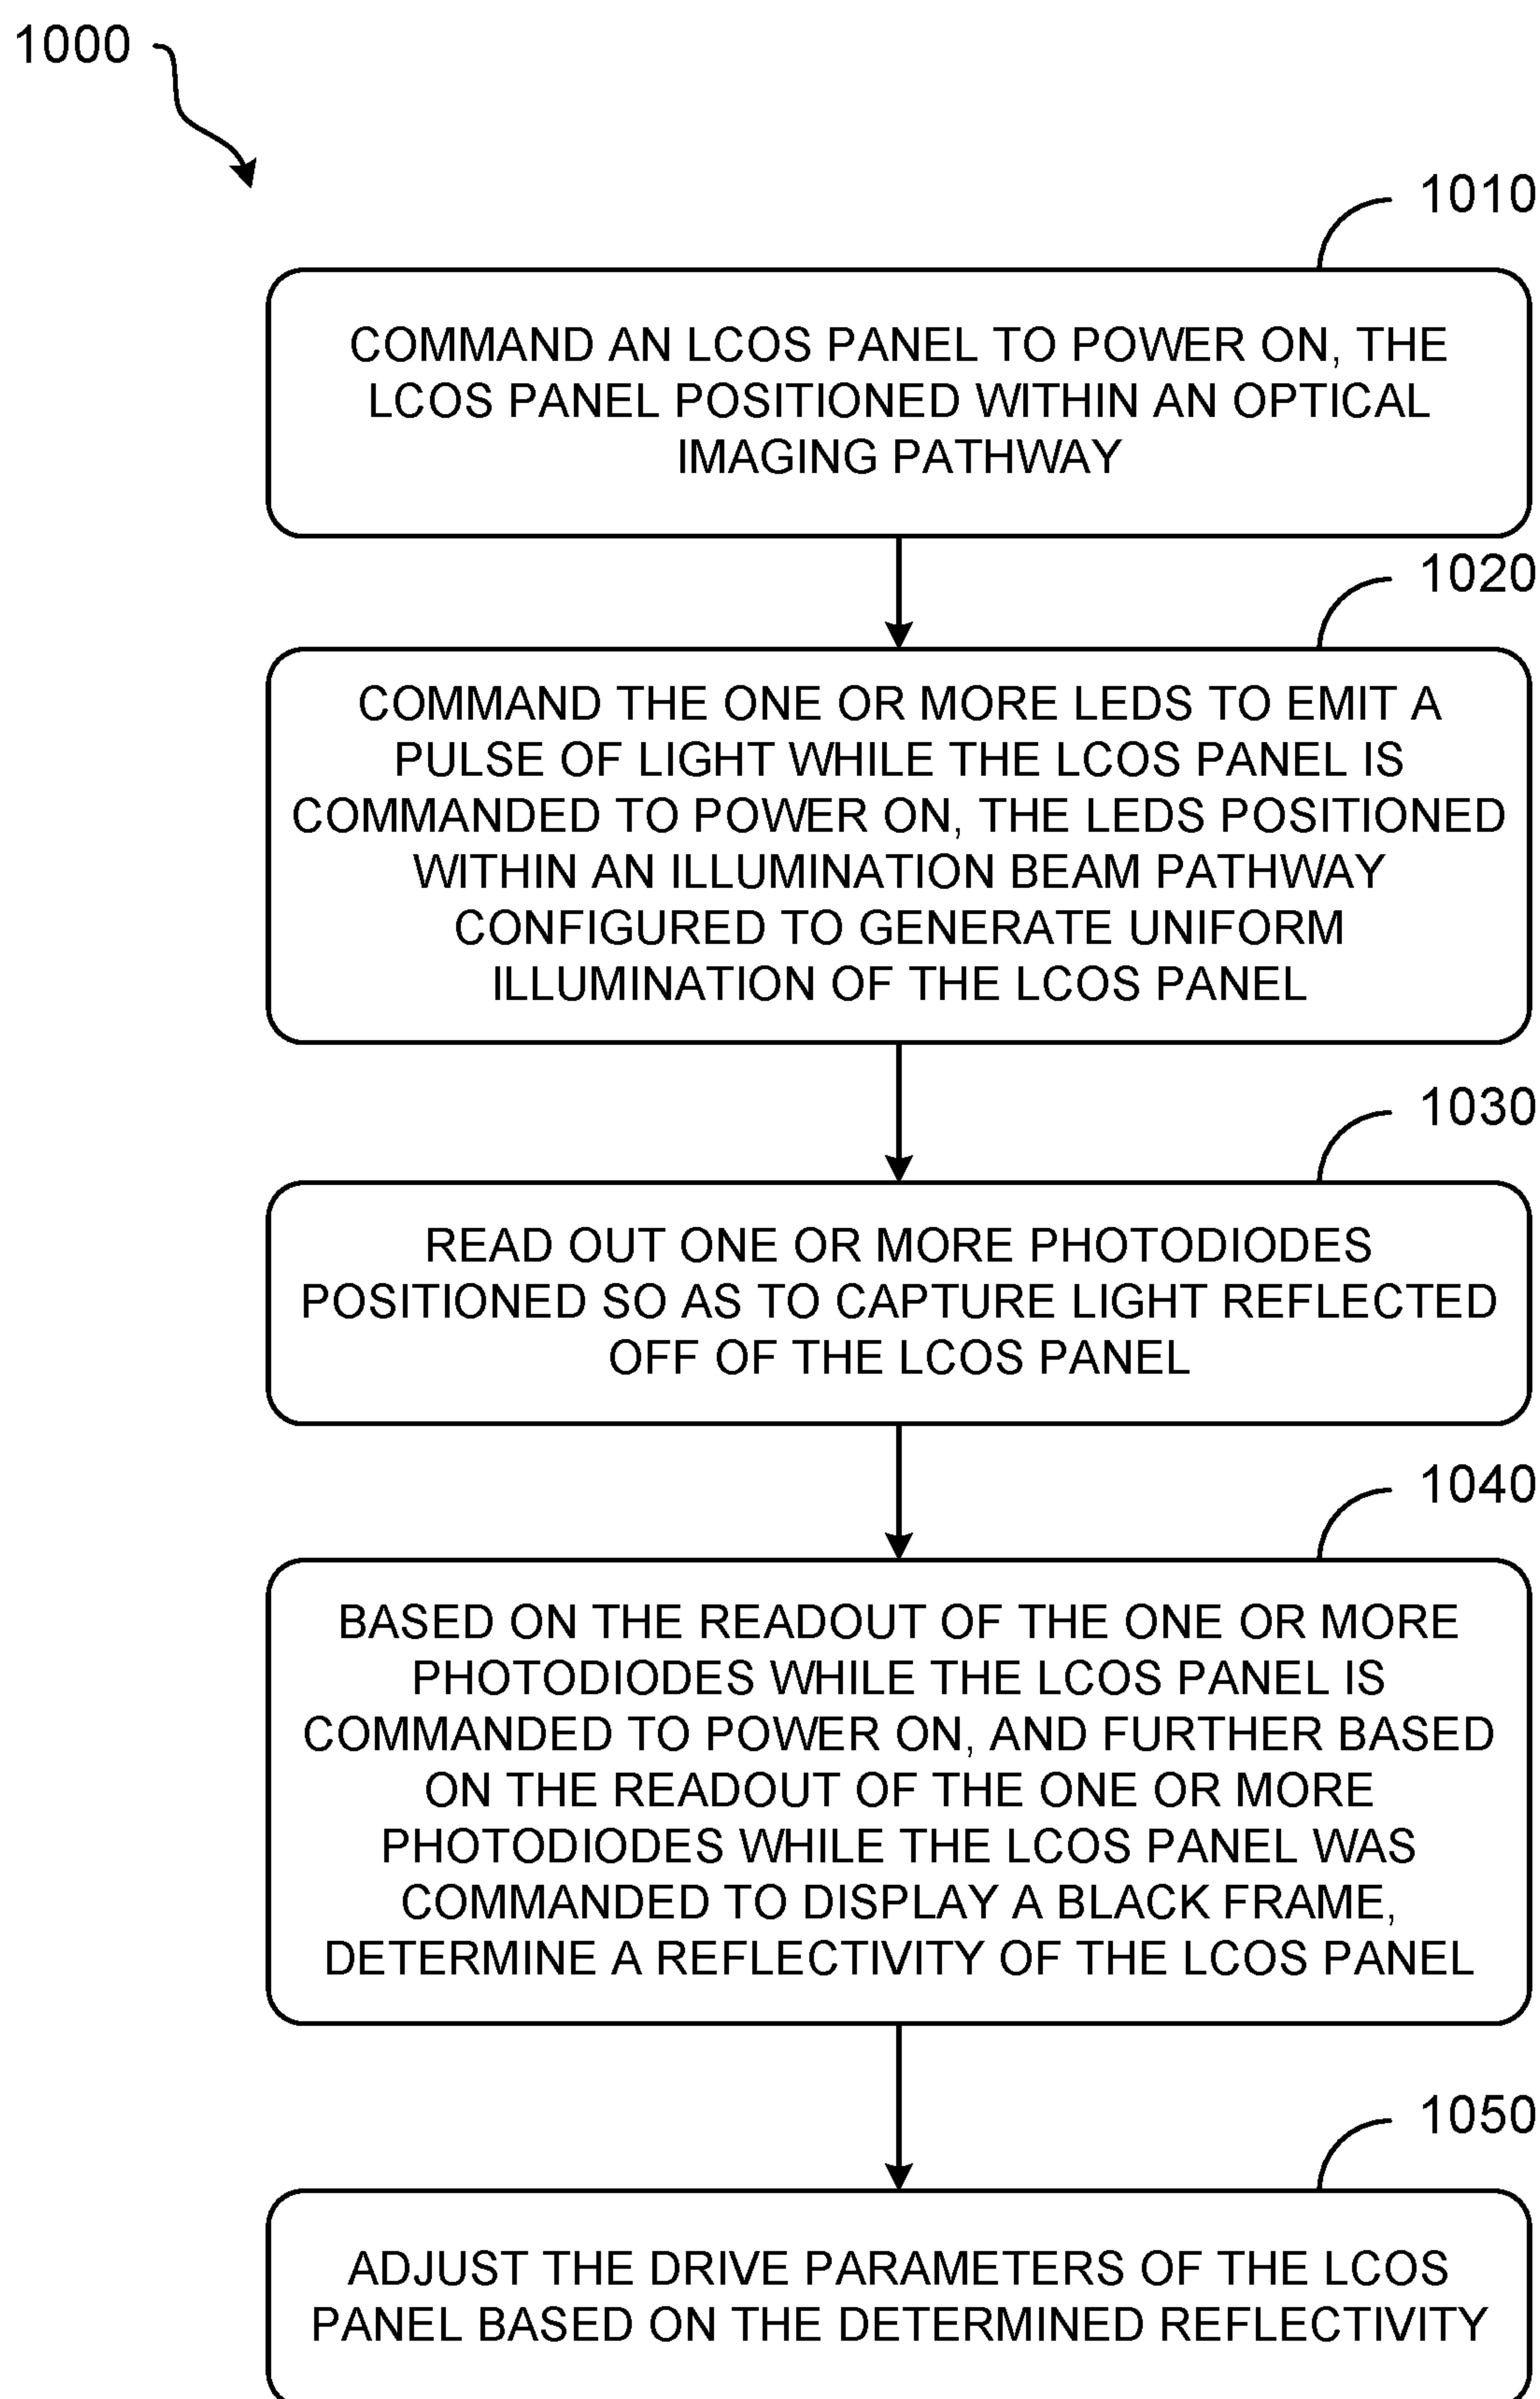 1000
1010
COMMAND AN LCOS PANEL TO POWER ON, THE
LCOS PANEL POSITIONED WITHIN AN OPTICAL
IMAGING PATHWAY
1020
COMMAND THE ONE OR MORE LEDS TO EMIT A
PULSE OF LIGHT WHILE THE LCOS PANEL IS
COMMANDED TO POWER ON, THE LEDS POSITIONED
WITHIN AN ILLUMINATION BEAM PATHWAY
CONFIGURED TO GENERATE UNIFORM
ILLUMINATION OF THE LCOS PANEL
1030
READ OUT ONE OR MORE PHOTODIODES
POSITIONED SO AS TO CAPTURE LIGHT REFLECTED
OFF OF THE LCOS PANEL
1040
BASED ON THE READOUT OF THE ONE OR MORE
PHOTODIODES WHILE THE LCOS PANEL IS
COMMANDED TO POWER ON, AND FURTHER BASED
ON THE READOUT OF THE ONE OR MORE
PHOTODIODES WHILE THE LCOS PANEL WAS
COMMANDED TO DISPLAY A BLACK FRAME,
DETERMINE A REFLECTIVITY OF THE LCOS PANEL
1050
ADJUST THE DRIVE PARAMETERS OF THE LCOS
PANEL BASED ON THE DETERMINED REFLECTIVITY